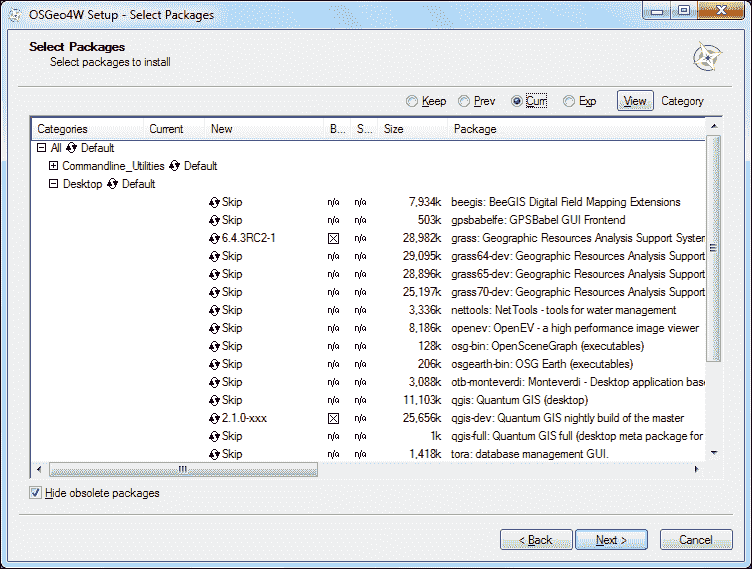 OSGeo4W Setup - Select Packages
Select Packages
Select packages to install
Keep Prev Curr Exp View Category
Categories Current New B... S... Size Package
All Default
Commandline_Utilities Default
Desktop Default
Skip n/a n/a 7,934k beegis: BeeGIS Digital Field Mapping Extensions
Skip n/a n/a 503k gpsbabelfe: GPSBabel GUI Frontend
6.4.3RC2-1 n/a 28,982k grass: Geographic Resources Analysis Support System
Skip n/a n/a 29,095k grass64-dev: Geographic Resources Analysis Support
Skip n/a n/a 28,896k grass65-dev: Geographic Resources Analysis Support
Skip n/a n/a 25,197k grass70-dev: Geographic Resources Analysis Support
Skip n/a n/a 3,336k nettools: NetTools - tools for water management
Skip n/a n/a 8,186k openev: OpenEV - a high performance image viewer
Skip n/a n/a 128k osg-bin: OpenSceneGraph (executables)
Skip n/a n/a 206k osgearth-bin: OSG Earth (executables)
Skip n/a n/a 3,088k otb-monteverdi: Monteverdi - Desktop application bas
Skip n/a n/a 11,103k qgis: Quantum GIS (desktop)
2.1.0-xxx n/a 25,656k qgis-dev: Quantum GIS nightly build of the master
Skip n/a n/a 1k qgis-full: Quantum GIS full (desktop meta package for
Skip n/a n/a 1,418k tora: database management GUI.
Hide obsolete packages
< Back Next > Cancel